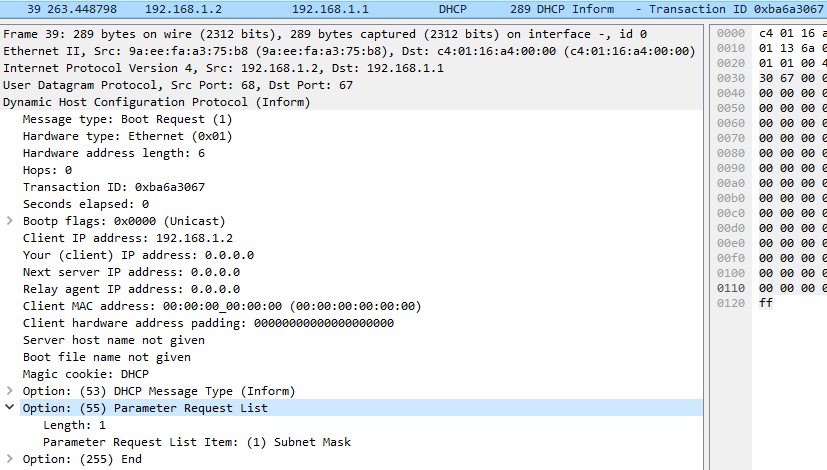 39 263.448798 192.168.1.2 192.168.1.1 DHCP 289 DHCP Inform - Transaction ID 0xba6a3067
Frame 39: 289 bytes on wire (2312 bits), 289 bytes captured (2312 bits) on interface -, id 0
Ethernet II, Src: 9a:ee:fa:a3:75:b8 (9a:ee:fa:a3:75:b8), Dst: c4:01:16:a4:00:00 (c4:01:16:a4:00:00)
Internet Protocol Version 4, Src: 192.168.1.2, Dst: 192.168.1.1
User Datagram Protocol, Src Port: 68, Dst Port: 67
Dynamic Host Configuration Protocol (Inform)
Message type: Boot Request (1)
Hardware type: Ethernet (0x01)
Hardware address length: 6
Hops: 0
Transaction ID: 0xba6a3067
Seconds elapsed: 0
Bootp flags: 0x0000 (Unicast)
Client IP address: 192.168.1.2
Your (client) IP address: 0.0.0.0
Next server IP address: 0.0.0.0
Relay agent IP address: 0.0.0.0
Client MAC address: 00:00:00_00:00:00 (00:00:00:00:00:00)
Client hardware address padding: 00000000000000000000
Server host name not given
Boot file name not given
Magic cookie: DHCP
Option: (53) DHCP Message Type (Inform)
Option: (55) Parameter Request List
Length: 1
Parameter Request List Item: (1) Subnet Mask
Option: (255) End
0000 c4 01 16 a
0010 01 13 6a 0
0020 01 01 00 4
0030 30 67 00 0
0040 00 00 00 0
0050 00 00 00 0
0060 00 00 00 0
0070 00 00 00 0
0080 00 00 00 0
0090 00 00 00 0
00a0 00 00 00 0
00b0 00 00 00 0
00c0 00 00 00 0
00d0 00 00 00 0
00e0 00 00 00 0
00f0 00 00 00 0
0100 00 00 00 0
0110 00 00 00 0
0120 ff